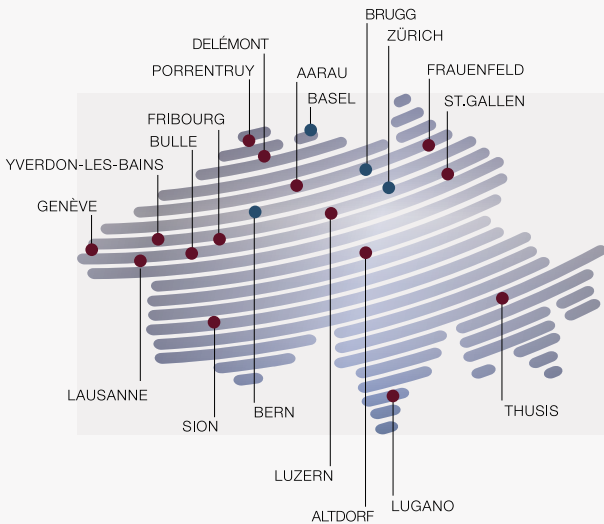 BRUGG
ZÜRICH
DELÉMONT
PORRENTRUY
AARAU
FRAUENFELD
BASEL
ST.GALLEN
FRIBOURG
BULLE
YVERDON-LES-BAINS
GENÈVE
LAUSANNE
SION
BERN
THUSIS
LUZERN
LUGANO
ALTDORF